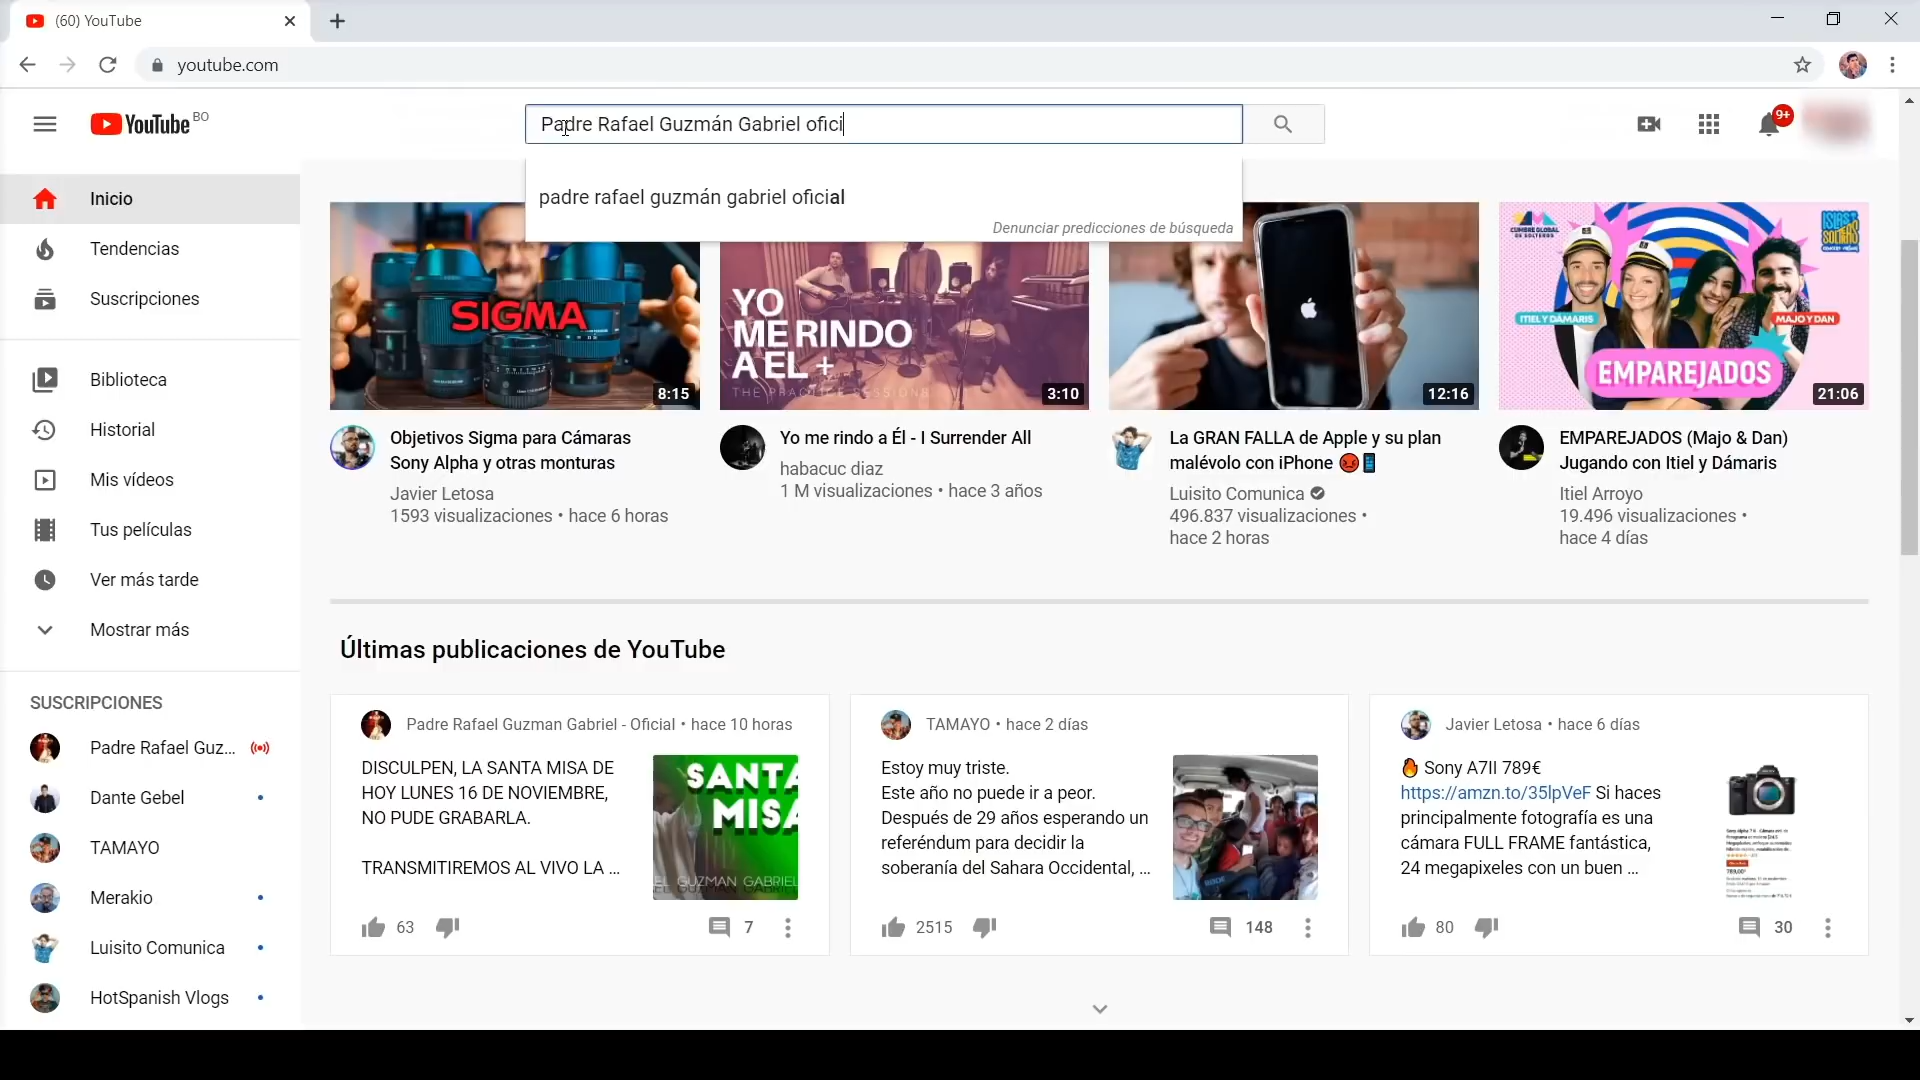 (60) YouTube
youtube.com
YouTube BO
Padre Rafael Guzmán Gabriel ofici
9+
padre rafael guzmán gabriel oficial
Denunciar predicciones de búsqueda
Inicio
Tendencias
Suscripciones
Biblioteca
Historial
Mis vídeos
Tus películas
Ver más tarde
Mostrar más
SUSCRIPCIONES
Padre Rafael Guz...
Dante Gebel
TAMAYO
Merakio
Luisito Comunica
HotSpanish Vlogs
SIGMA
8:15
Objetivos Sigma para Cámaras
Sony Alpha y otras monturas
Javier Letosa
1593 visualizaciones • hace 6 horas
YO
ME RINDO
A EL +
THE PRACTICE SESSIONS
3:10
Yo me rindo a Él - I Surrender All
habacuc diaz
1 M visualizaciones • hace 3 años
12:16
La GRAN FALLA de Apple y su plan
malévolo con iPhone 😡📱
Luisito Comunica
496.837 visualizaciones •
hace 2 horas
CUMBRE GLOBAL
DE SOLTEROS
ITIEL Y DÁMARIS
MAJO Y DAN
EMPAREJADOS
21:06
EMPAREJADOS (Majo & Dan)
Jugando con Itiel y Dámaris
Itiel Arroyo
19.496 visualizaciones •
hace 4 días
Últimas publicaciones de YouTube
Padre Rafael Guzman Gabriel - Oficial • hace 10 horas
DISCULPEN, LA SANTA MISA DE
HOY LUNES 16 DE NOVIEMBRE,
NO PUDE GRABARLA.
TRANSMITIREMOS AL VIVO LA ...
SANTA
MISA
EL GUZMAN GABRIEL
63
7
TAMAYO • hace 2 días
Estoy muy triste.
Este año no puede ir a peor.
Después de 29 años esperando un
referéndum para decidir la
soberanía del Sahara Occidental, ...
2515
148
Javier Letosa • hace 6 días
🔥 Sony A7II 789€
https://amzn.to/35lpVeF Si haces
principalmente fotografía es una
cámara FULL FRAME fantástica,
24 megapixeles con un buen ...
80
30